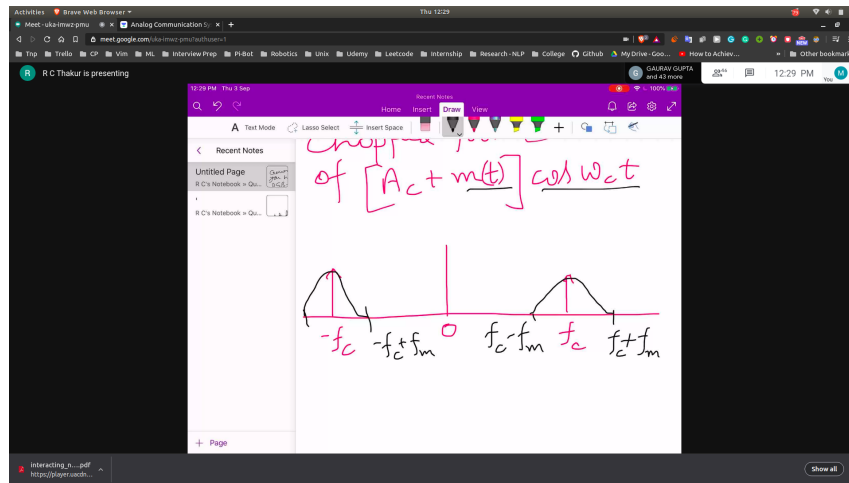 Activities Brave Web Browser Thu 12:29
Meet - uka-imwz-pmu Analog Communication Sy
meet.google.com/uka-imwz-pmu?authuser=1
Tnp Trello CP Vim ML Interview Prep Pi-Bot Robotics Unix Udemy Leetcode Internship Research-NLP College Github My Drive - Goo... How to Achiev... » Other bookmark
R R C Thakur is presenting
G GAURAV GUPTA and 43 more
12:29 PM You M
12:29 PM Thu 3 Sep 100%
Recent Notes
Home Insert Draw View
A Text Mode Lasso Select Insert Space
Recent Notes
Untitled Page
R C's Notebook » Qu...
R C's Notebook » Qu...
of [Ac + m(t)] cos Wc t
-fc -fc+fm 0 fc-fm fc fc+fm
+ Page
interacting_n....pdf
https://player.uacdn...
Show all